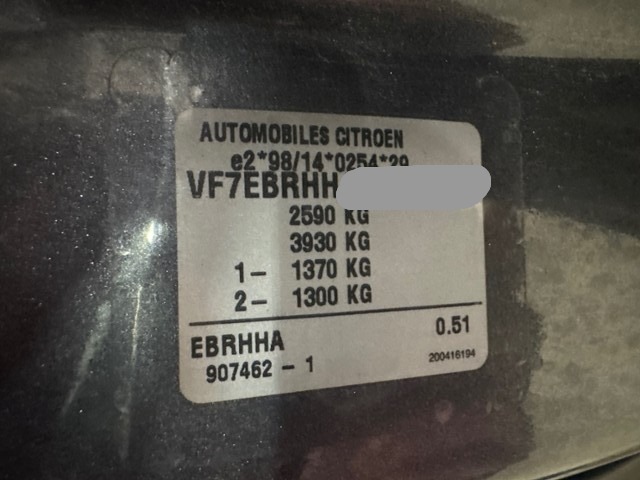 AUTOMOBILES CITROEN
e2*98/14*0254*29
VF7EBRHH
2590 KG
3930 KG
1- 1370 KG
2- 1300 KG
EBRHHA 0.51
907462 - 1 200416194